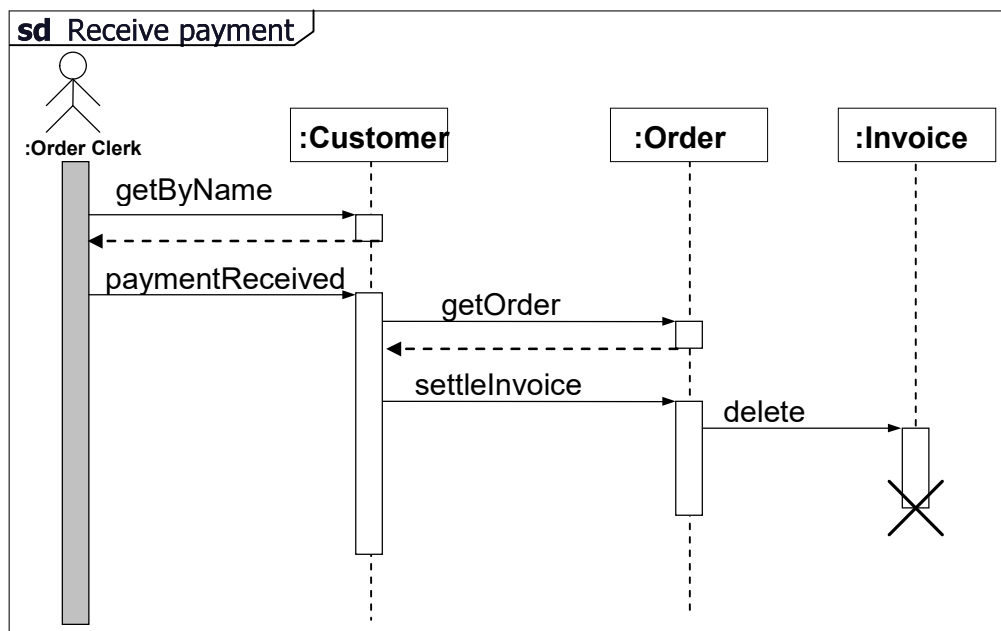 sd Receive payment
:Order Clerk
:Customer
:Order
:Invoice
getByName
paymentReceived
getOrder
settleInvoice
delete